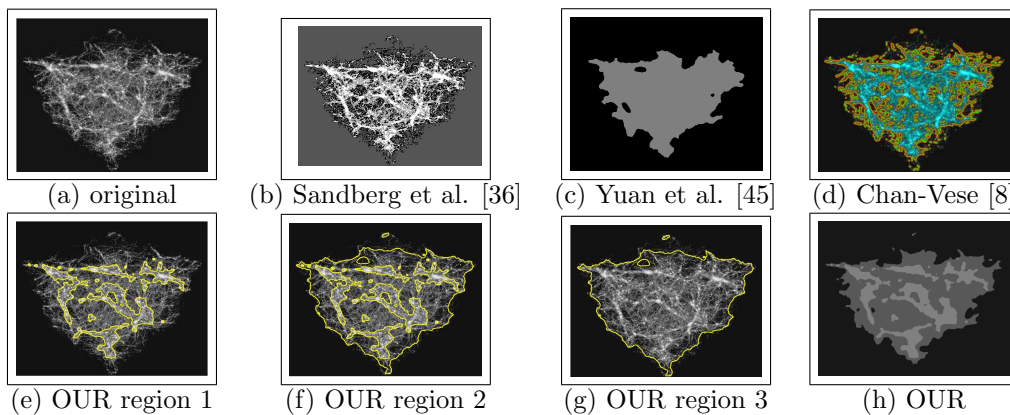 (a) original
(b) Sandberg et al. [36]
(c) Yuan et al. [45]
(d) Chan-Vese [8]
(e) OUR region 1
(f) OUR region 2
(g) OUR region 3
(h) OUR